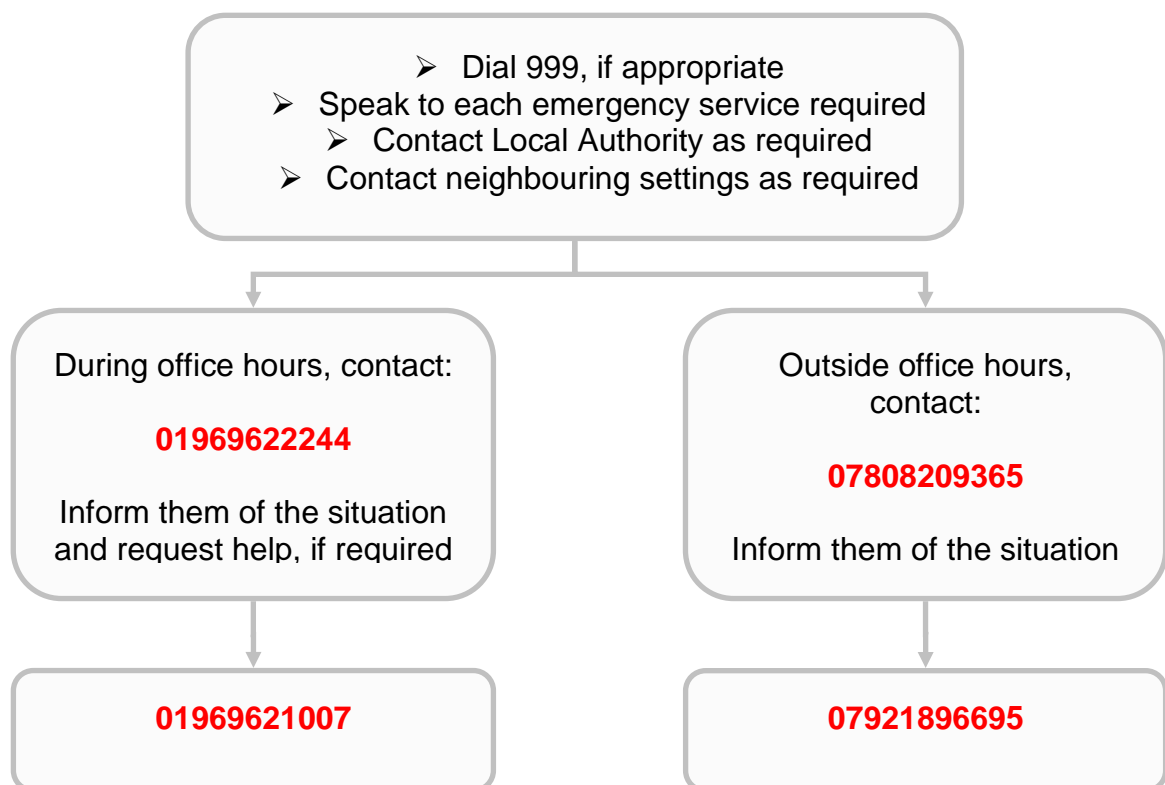 ➢ Dial 999, if appropriate
➢ Speak to each emergency service required
➢ Contact Local Authority as required
➢ Contact neighbouring settings as required
During office hours, contact:
01969622244
Inform them of the situation
and request help, if required
Outside office hours,
contact:
07808209365
Inform them of the situation
01969621007
07921896695